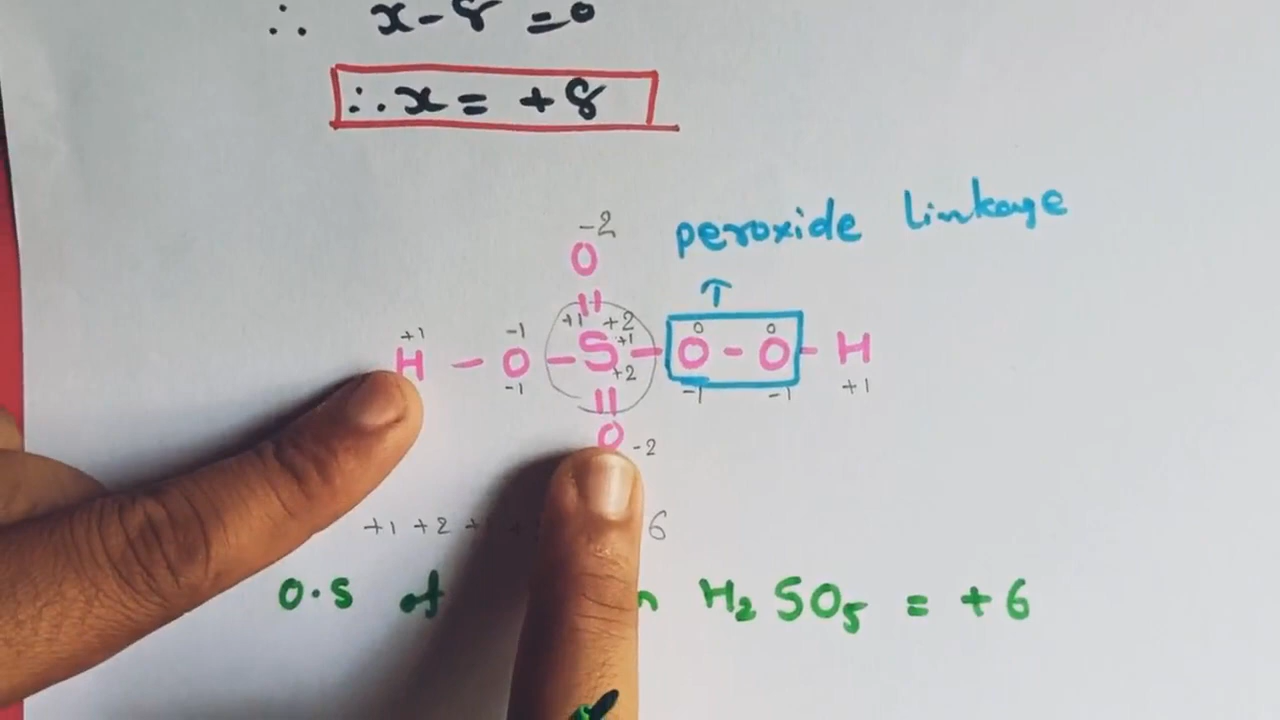 ∴ x - 8 = 0
∴ x = +8
peroxide linkage
-2
O
↑
+1 -1 +1 +2 +1 0 0
H - O - S - O - O - H
-1 +2 -1 -1 +1
O -2
+1 +2 + 6
O.S of H₂SO₅ = +6